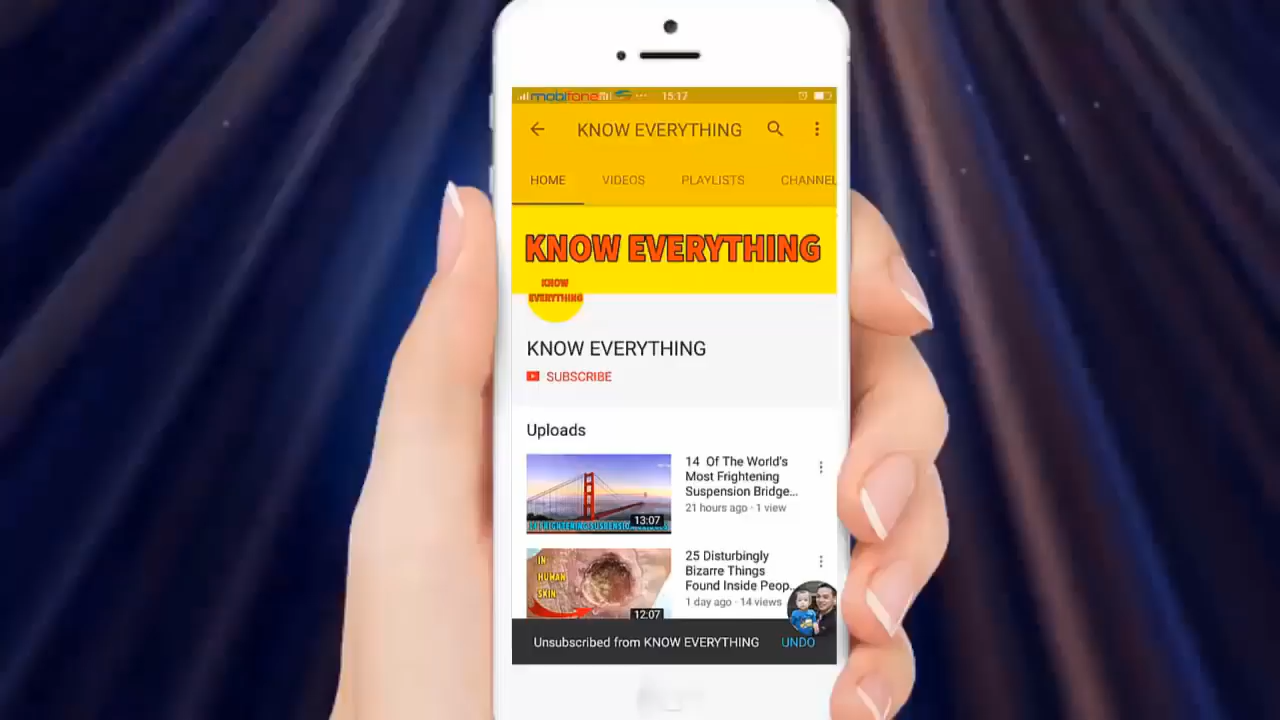 mobifone 15:17
KNOW EVERYTHING
HOME VIDEOS PLAYLISTS CHANNEL
KNOW EVERYTHING
KNOW
EVERYTHING
KNOW EVERYTHING
SUBSCRIBE
Uploads
14 Of The World's
Most Frightening
Suspension Bridge...
21 hours ago · 1 view
13:07
25 Disturbingly
Bizarre Things
Found Inside Peop...
1 day ago · 14 views
IN
HUMAN
SKIN
12:07
Unsubscribed from KNOW EVERYTHING UNDO